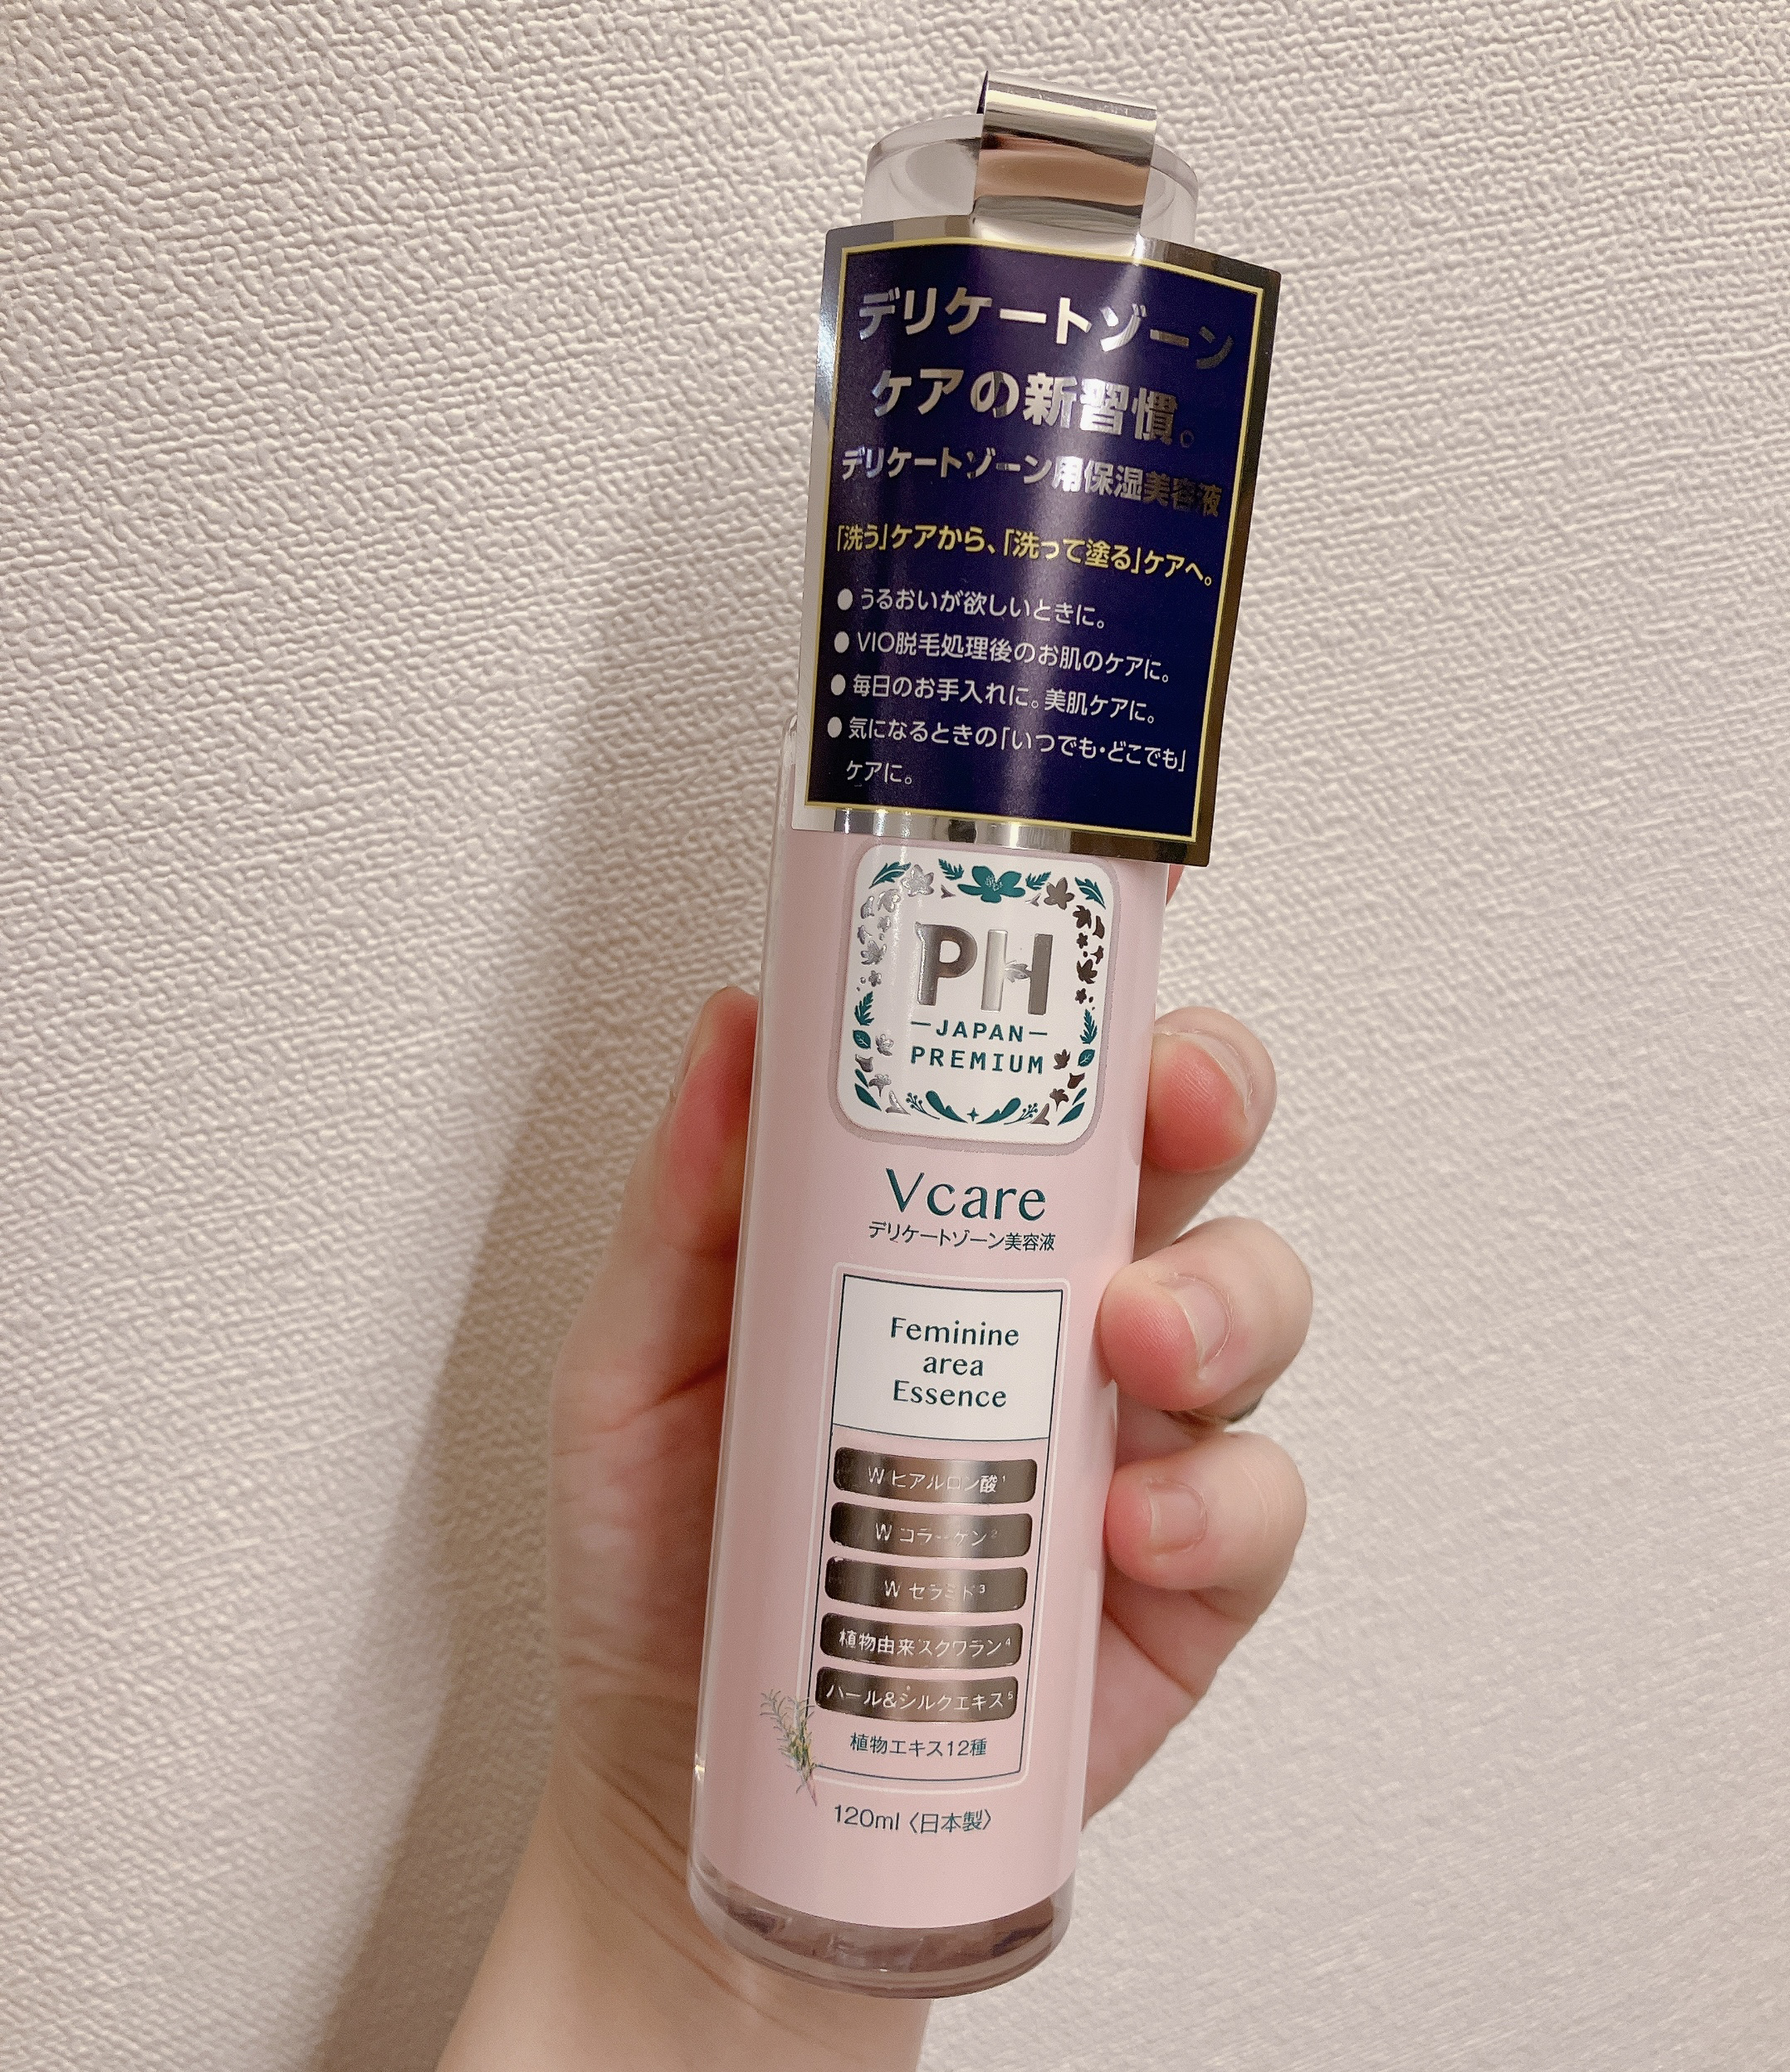 デリケートゾーン
ケアの新習慣。
デリケートゾーン用保湿美容液
「洗う」ケアから、「洗って塗る」ケアへ。
● うるおいが欲しいときに。
● VIO脱毛処理後のお肌のケアに。
● 毎日のお手入れに。美肌ケアに。
● 気になるときの「いつでも・どこでも」
ケアに。
PH
JAPAN
PREMIUM
Vcare
デリケートゾーン美容液
Feminine
area
Essence
W ヒアルロン酸¹
W コラーゲン²
W セラミド³
植物由来スクワラン⁴
パール&シルクエキス⁵
植物エキス12種
120ml〈日本製〉